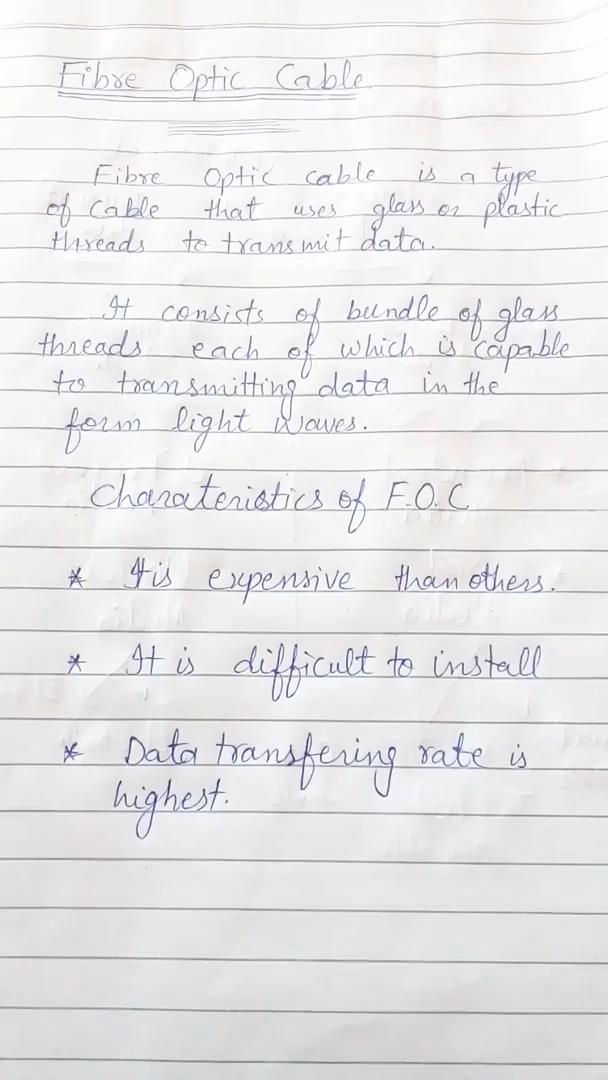 Fibre Optic Cable
Fibre Optic cable is a type
of cable that uses glass or plastic
threads to transmit data.
It consists of bundle of glass
threads each of which is capable
to transmitting data in the
form light waves.
Charateristics of F.O.C
* It is expensive than others.
* It is difficult to install
* Data transfering rate is
highest.